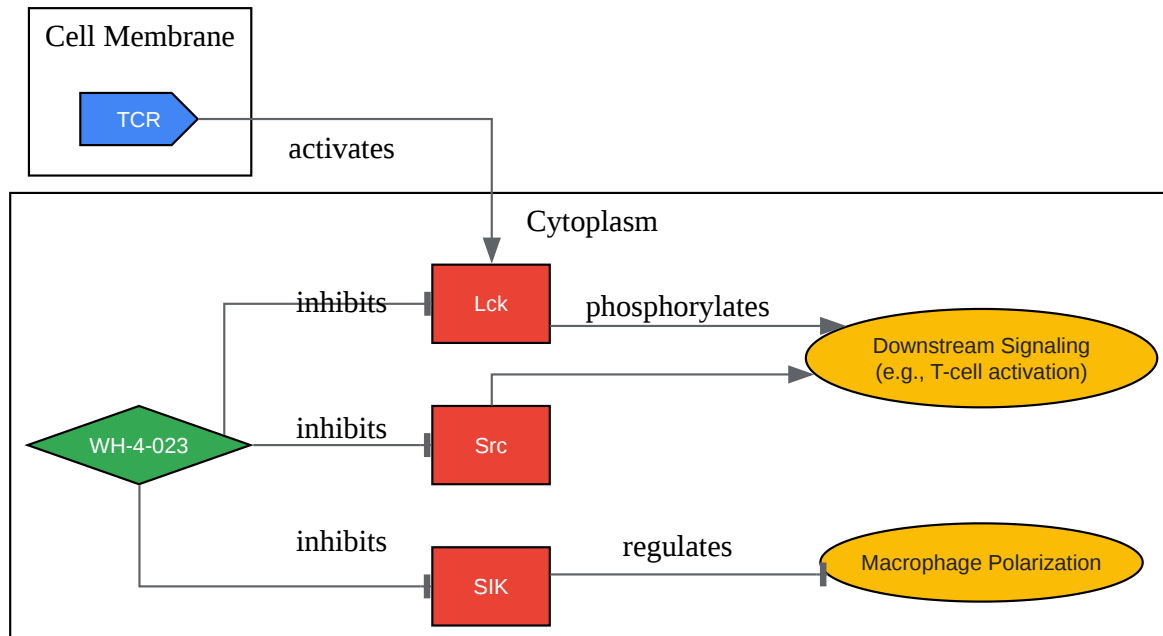 Cell Membrane
TCR
activates
Cytoplasm
inhibits
Lck
phosphorylates
Downstream Signaling
(e.g., T-cell activation)
WH-4-023
inhibits
Src
inhibits
SIK
regulates
Macrophage Polarization